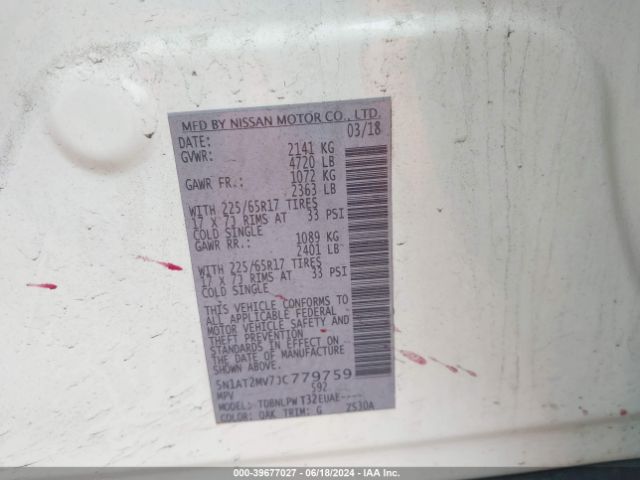 MFD BY NISSAN MOTOR CO., LTD.
DATE: 03/18
GVWR: 2141 KG
4720 LB
GAWR FR.: 1072 KG
2363 LB
WITH 225/65R17 TIRES
17 X 7J RIMS AT 33 PSI
COLD SINGLE
GAWR RR.: 1089 KG
2401 LB
WITH 225/65R17 TIRES
17 X 7J RIMS AT 33 PSI
COLD SINGLE
THIS VEHICLE CONFORMS TO
ALL APPLICABLE FEDERAL
MOTOR VEHICLE SAFETY AND
THEFT PREVENTION
STANDARDS IN EFFECT ON
THE DATE OF MANUFACTURE
SHOWN ABOVE.
5N1AT2MV7JC779759
MPV 592
MODEL: TDBNLPW T32EUAE----
COLOR: QAK TRIM: G 2530A
000-39677027 - 06/18/2024 - IAA Inc.